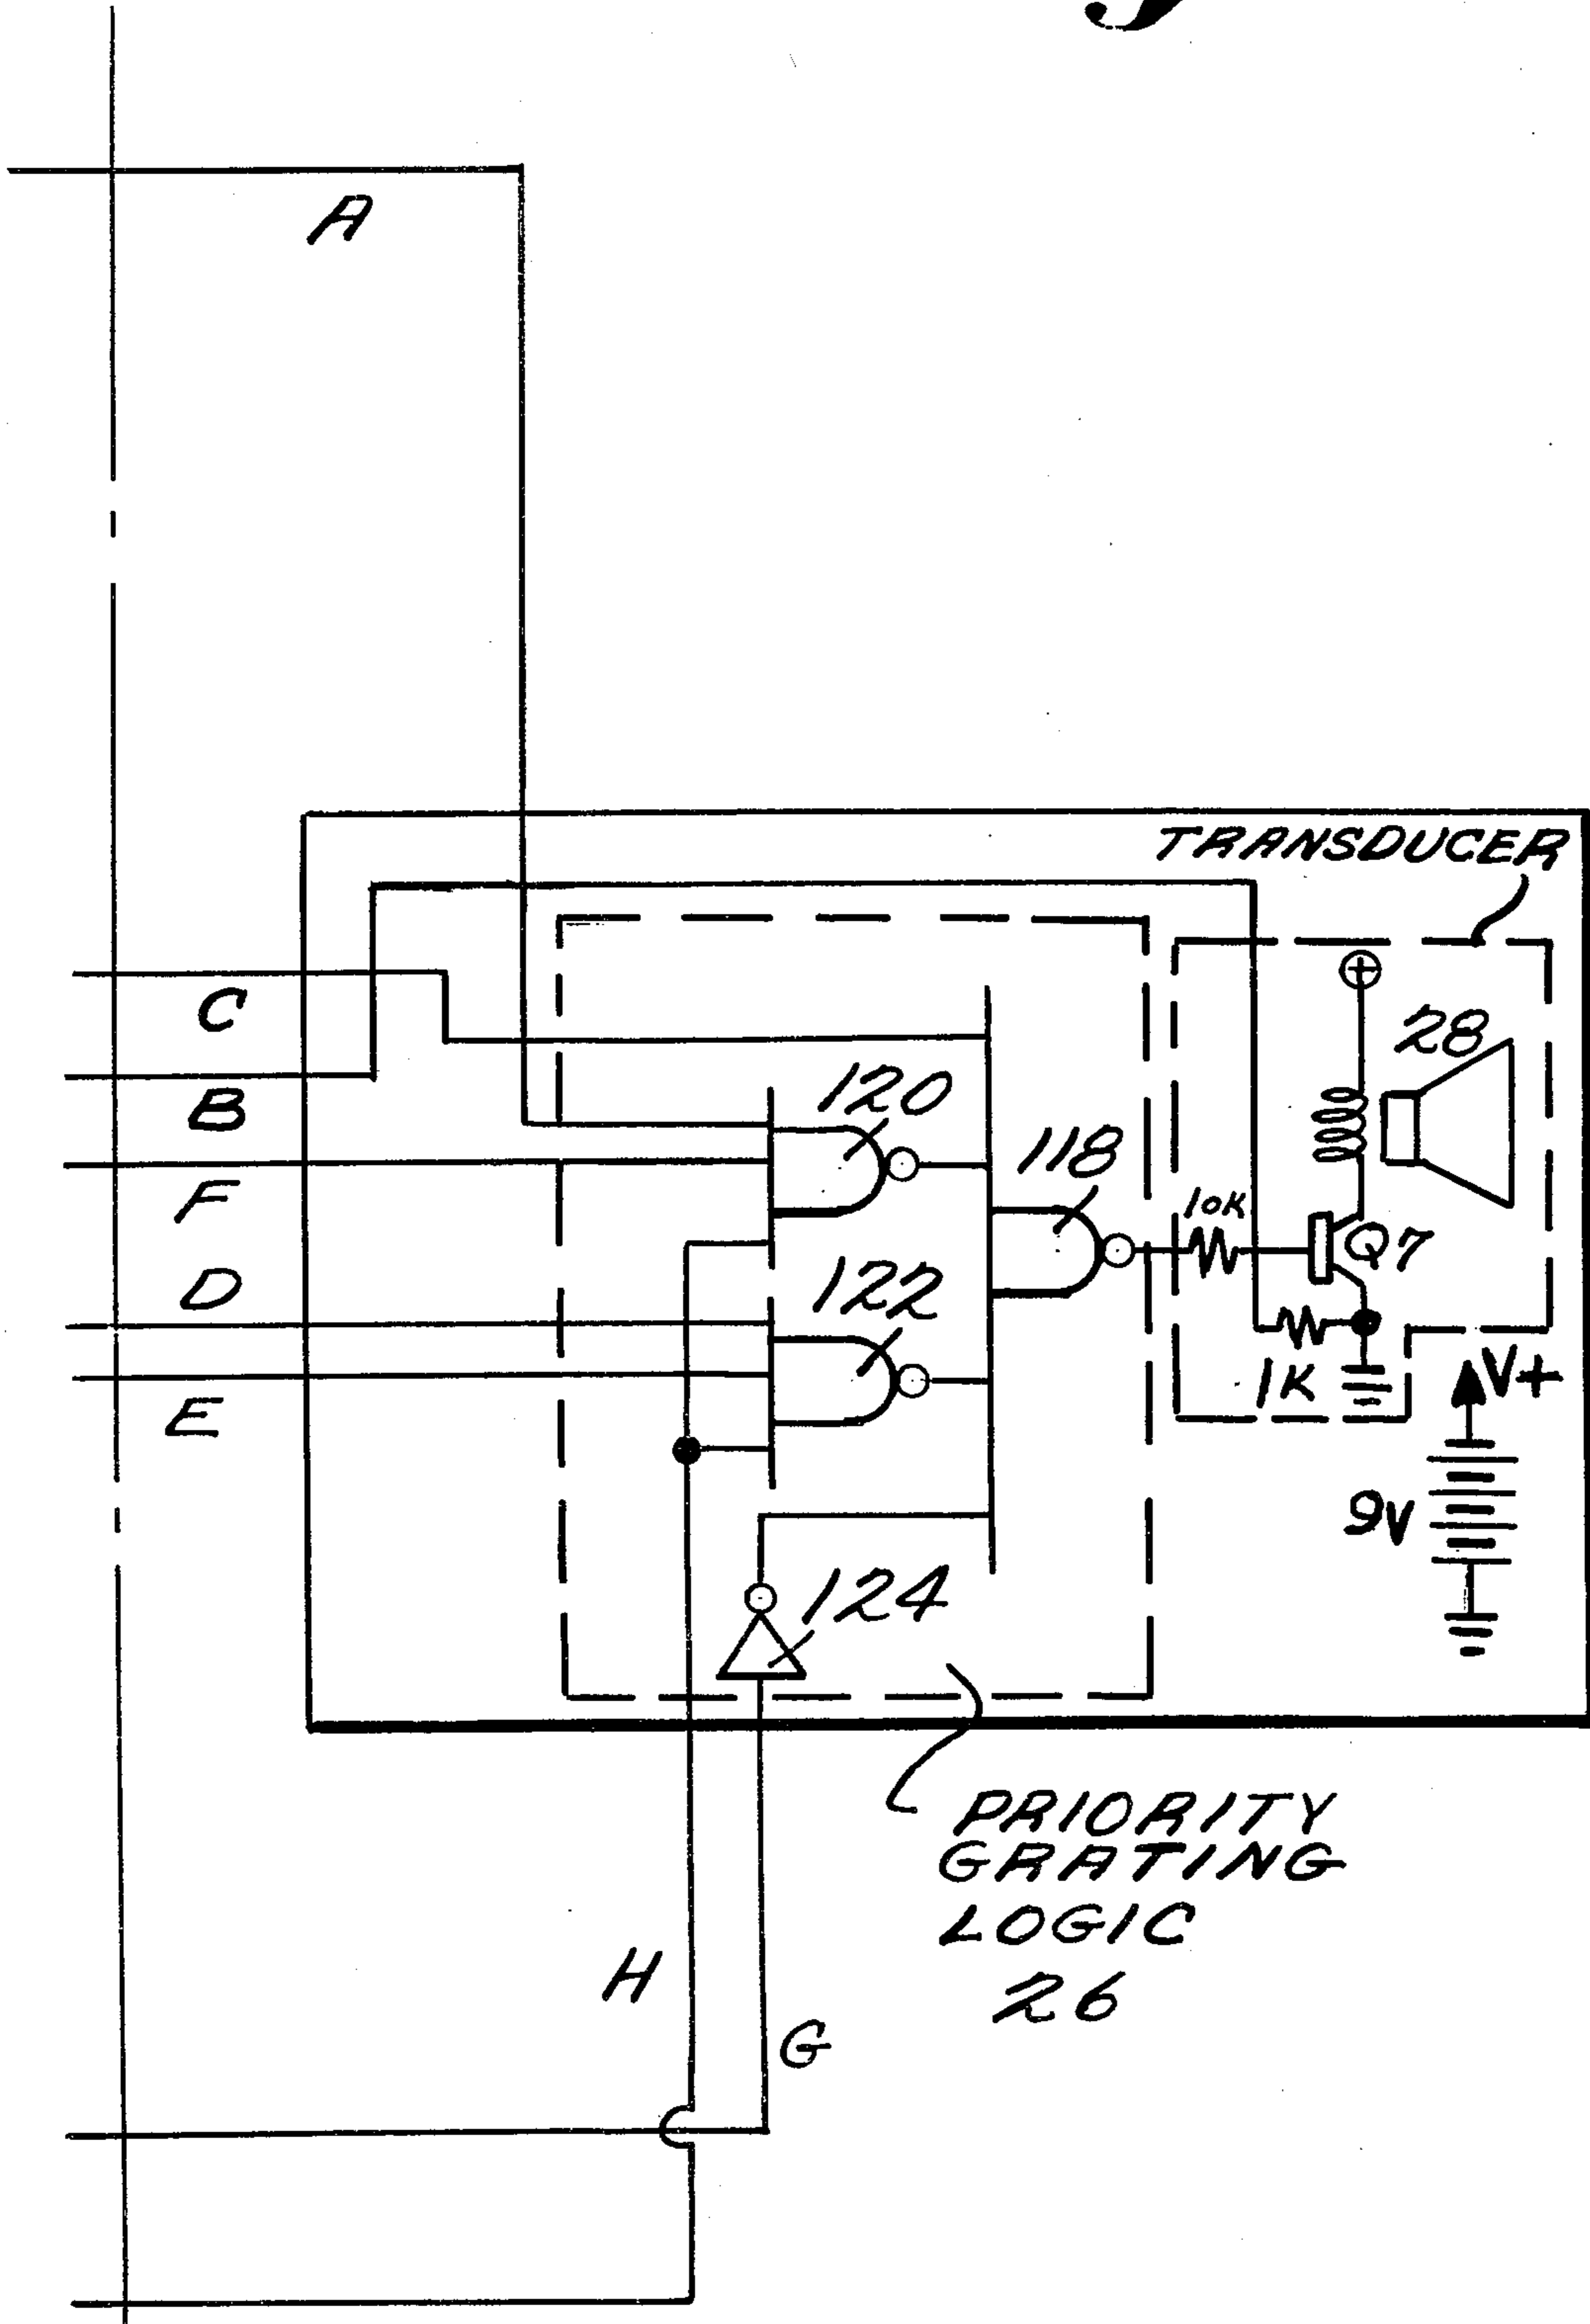 A
TRANSDUCER
C
28
B
120
118
F
10K
Q7
D
122
1K
V+
E
9V
124
PRIORITY
GRATING
LOGIC
26
H
G